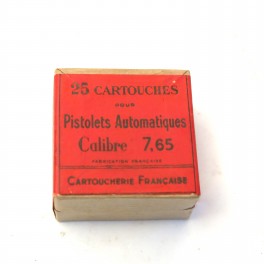 25 CARTOUCHES
POUR
Pistolets Automatiques
Calibre 7,65
FABRICATION FRANÇAISE
CARTOUCHERIE FRANÇAISE